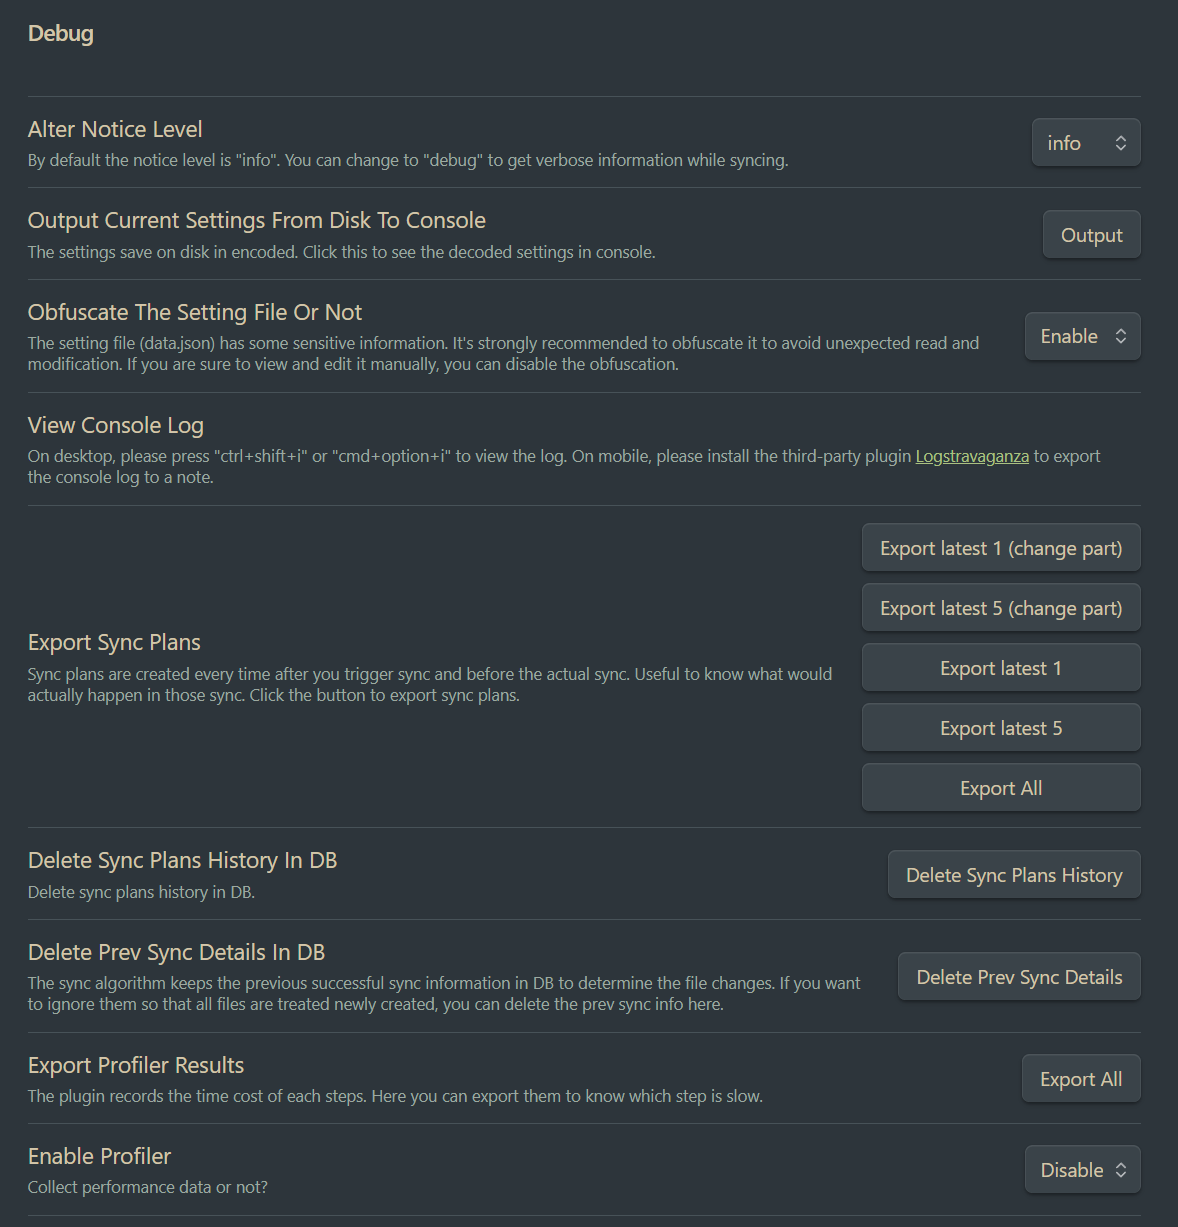 Debug
Alter Notice Level
By default the notice level is "info". You can change to "debug" to get verbose information while syncing.
info
Output Current Settings From Disk To Console
The settings save on disk in encoded. Click this to see the decoded settings in console.
Output
Obfuscate The Setting File Or Not
The setting file (data.json) has some sensitive information. It's strongly recommended to obfuscate it to avoid unexpected read and
modification. If you are sure to view and edit it manually, you can disable the obfuscation.
Enable
View Console Log
On desktop, please press "ctrl+shift+i" or "cmd+option+i" to view the log. On mobile, please install the third-party plugin Logstravaganza to export
the console log to a note.
Export Sync Plans
Sync plans are created every time after you trigger sync and before the actual sync. Useful to know what would
actually happen in those sync. Click the button to export sync plans.
Export latest 1 (change part)
Export latest 5 (change part)
Export latest 1
Export latest 5
Export All
Delete Sync Plans History In DB
Delete sync plans history in DB.
Delete Sync Plans History
Delete Prev Sync Details In DB
The sync algorithm keeps the previous successful sync information in DB to determine the file changes. If you want
to ignore them so that all files are treated newly created, you can delete the prev sync info here.
Delete Prev Sync Details
Export Profiler Results
The plugin records the time cost of each steps. Here you can export them to know which step is slow.
Export All
Enable Profiler
Collect performance data or not?
Disable